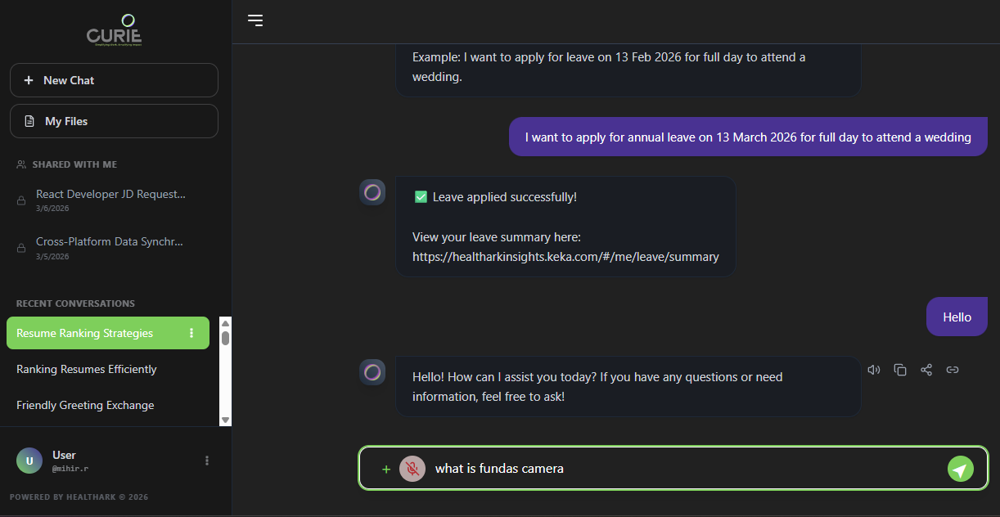 CURIE
New Chat
My Files
SHARED WITH ME
React Developer JD Request...
3/6/2026
Cross-Platform Data Synchr...
3/5/2026
RECENT CONVERSATIONS
Resume Ranking Strategies
Ranking Resumes Efficiently
Friendly Greeting Exchange
U
User
@mihir.r
POWERED BY HEALTHARK © 2026
Example: I want to apply for leave on 13 Feb 2026 for full day to attend a
wedding.
I want to apply for annual leave on 13 March 2026 for full day to attend a wedding
✅ Leave applied successfully!
View your leave summary here:
https://healtharkinsights.keka.com/#/me/leave/summary
Hello
Hello! How can I assist you today? If you have any questions or need
information, feel free to ask!
+
what is fundas camera